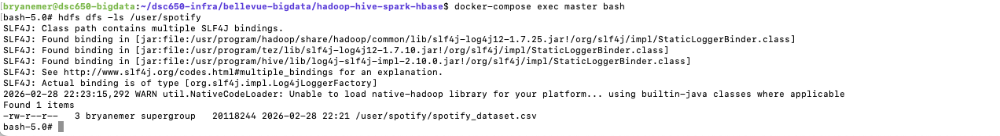 bryanemer@dsc650-bigdata:~/dsc650-infra/bellevue-bigdata/hadoop-hive-spark-hbase$ docker-compose exec master bash
bash-5.0# hdfs dfs -ls /user/spotify
SLF4J: Class path contains multiple SLF4J bindings.
SLF4J: Found binding in [jar:file:/usr/program/hadoop/share/hadoop/common/lib/slf4j-log4j12-1.7.25.jar!/org/slf4j/impl/StaticLoggerBinder.class]
SLF4J: Found binding in [jar:file:/usr/program/tez/lib/slf4j-log4j12-1.7.10.jar!/org/slf4j/impl/StaticLoggerBinder.class]
SLF4J: Found binding in [jar:file:/usr/program/hive/lib/log4j-slf4j-impl-2.10.0.jar!/org/slf4j/impl/StaticLoggerBinder.class]
SLF4J: See http://www.slf4j.org/codes.html#multiple_bindings for an explanation.
SLF4J: Actual binding is of type [org.slf4j.impl.Log4jLoggerFactory]
2026-02-28 22:23:15,292 WARN util.NativeCodeLoader: Unable to load native-hadoop library for your platform... using builtin-java classes where applicable
Found 1 items
-rw-r--r--   3 bryanemer supergroup   20118244 2026-02-28 22:21 /user/spotify/spotify_dataset.csv
bash-5.0#